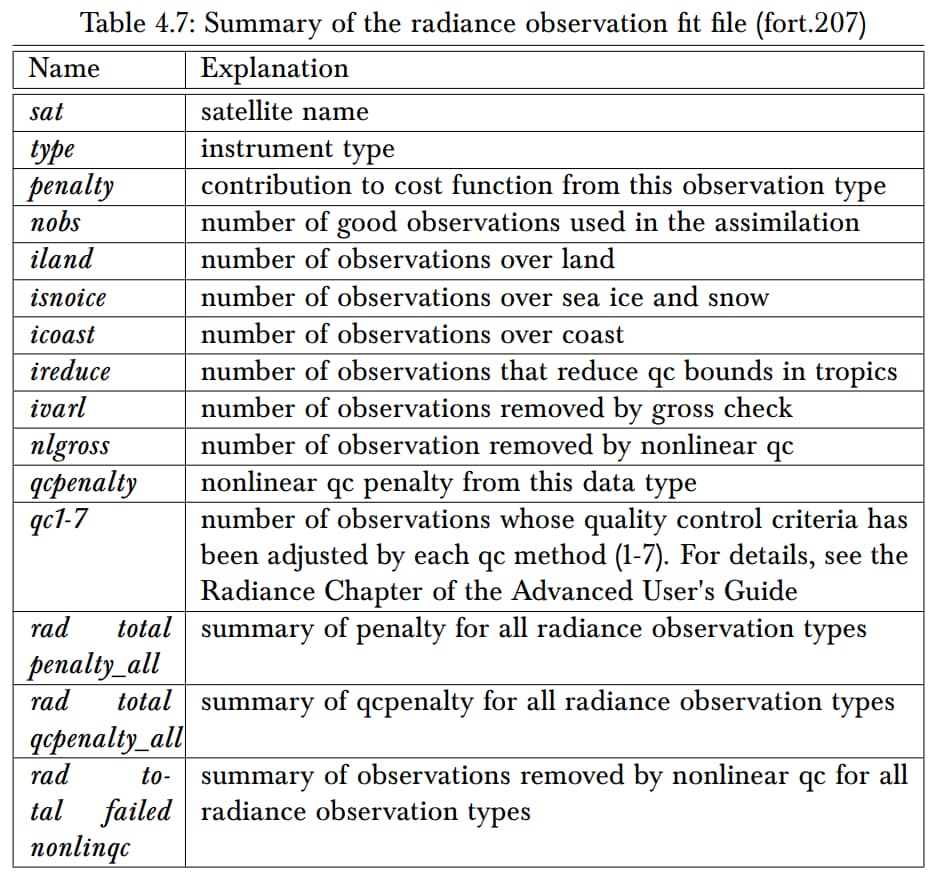 Table 4.7: Summary of the radiance observation fit file (fort.207)
Name Explanation
sat satellite name
type instrument type
penalty contribution to cost function from this observation type
nobs number of good observations used in the assimilation
iland number of observations over land
isnoice number of observations over sea ice and snow
icoast number of observations over coast
ireduce number of observations that reduce qc bounds in tropics
ivarl number of observations removed by gross check
nlgross number of observation removed by nonlinear qc
qcpenalty nonlinear qc penalty from this data type
qc1-7 number of observations whose quality control criteria has
been adjusted by each qc method (1-7). For details, see the
Radiance Chapter of the Advanced User's Guide
rad total summary of penalty for all radiance observation types
penalty_all
rad total summary of qcpenalty for all radiance observation types
qcpenalty_all
rad to- summary of observations removed by nonlinear qc for all
tal failed radiance observation types
nonlinqc